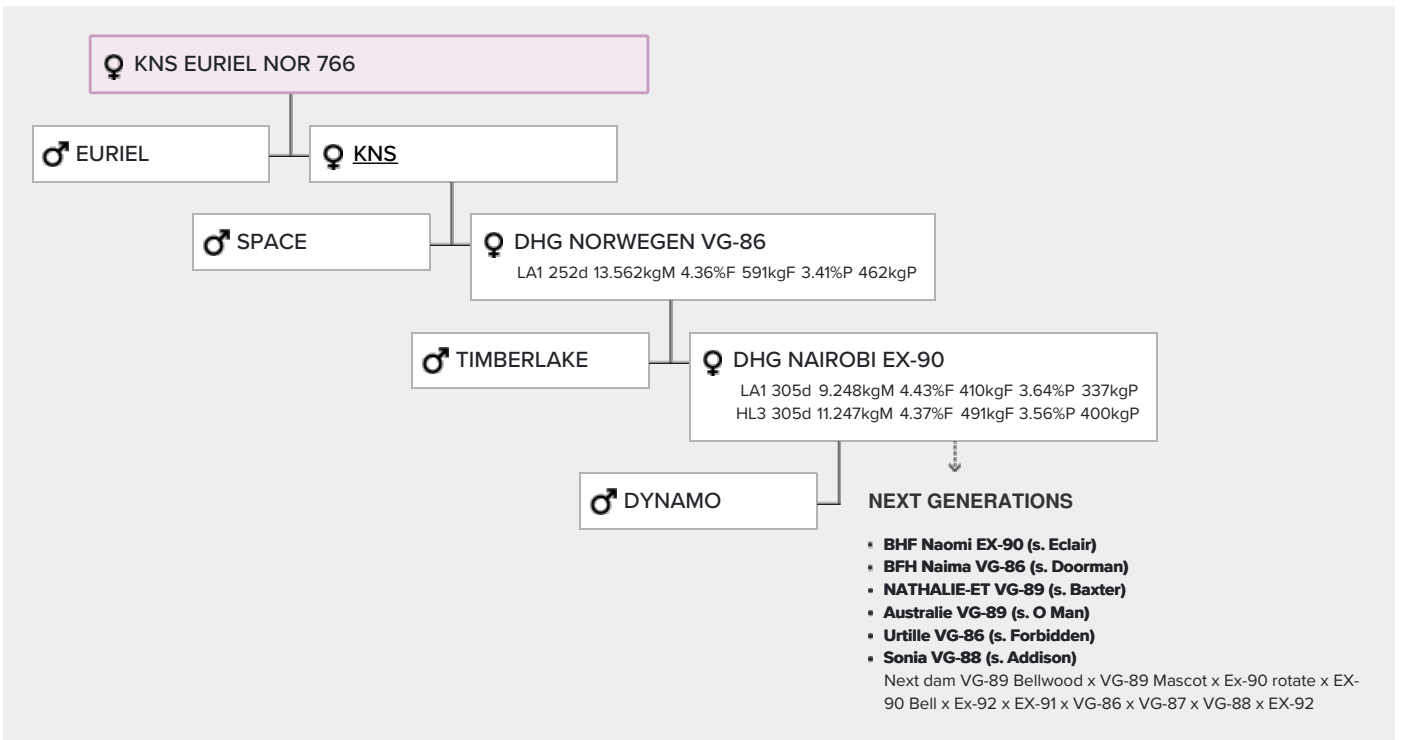 KNS EURIEL NOR 766
EURIEL
KNS
SPACE
DHG NORWEGEN VG-86
LA1 252d 13.562kgM 4.36%F 591kgF 3.41%P 462kgP
TIMBERLAKE
DHG NAIROBI EX-90
LA1 305d 9.248kgM 4.43%F 410kgF 3.64%P 337kgP
HL3 305d 11.247kgM 4.37%F 491kgF 3.56%P 400kgP
DYNAMO
NEXT GENERATIONS
BHF Naomi EX-90 (s. Eclair)
BFH Naima VG-86 (s. Doorman)
NATHALIE-ET VG-89 (s. Baxter)
Australie VG-89 (s. O Man)
Urtille VG-86 (s. Forbidden)
Sonia VG-88 (s. Addison)
Next dam VG-89 Bellwood x VG-89 Mascot x Ex-90 rotate x EX-
90 Bell x Ex-92 x EX-91 x VG-86 x VG-87 x VG-88 x EX-92